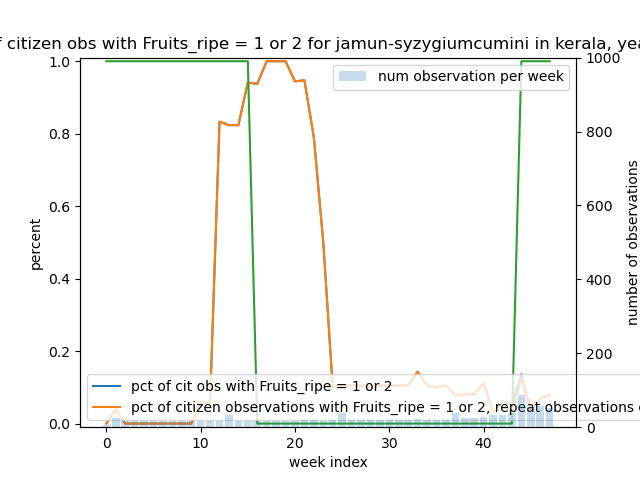 f citizen obs with Fruits_ripe = 1 or 2 for jamun-syzygiumcumini in kerala, yea
num observation per week
1.0
0.8
0.6
0.4
0.2
0.0
percent
1000
800
600
400
200
0
number of observations
pct of cit obs with Fruits_ripe = 1 or 2
pct of citizen observations with Fruits_ripe = 1 or 2, repeat observations
0 10 20 30 40
week index